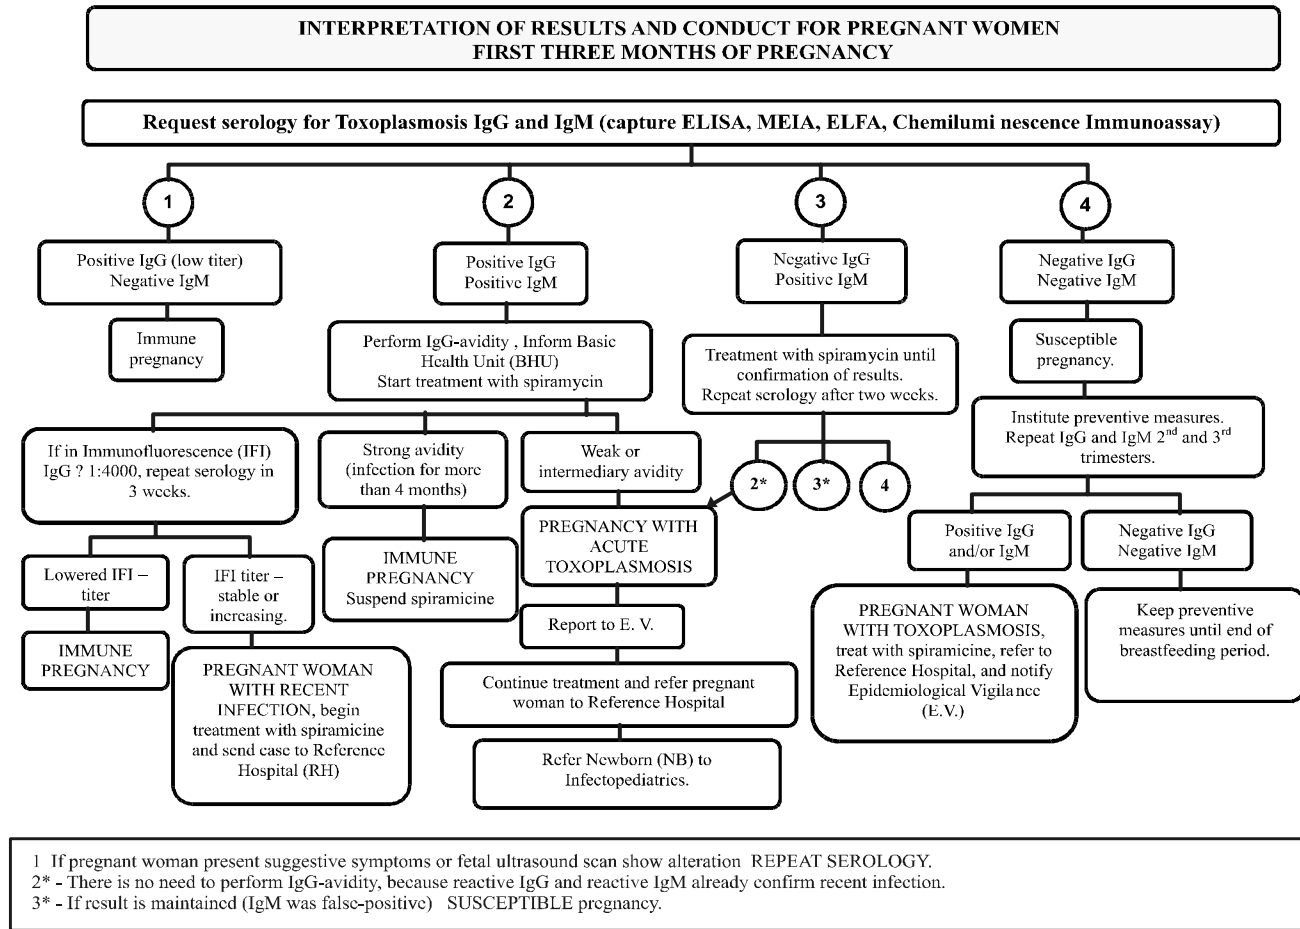 INTERPRETATION OF RESULTS AND CONDUCT FOR PREGNANT WOMEN
FIRST THREE MONTHS OF PREGNANCY
Request serology for Toxoplasmosis IgG and IgM (capture ELISA, MEIA, ELFA, Chemilumi nescence Immunoassay)
1
2
3
4
Positive IgG (low titer)
Negative IgM
Positive IgG
Positive IgM
Negative IgG
Positive IgM
Negative IgG
Negative IgM
Immune
pregnancy
Perform IgG-avidity , Inform Basic
Health Unit (BHU)
Start treatment with spiramycin
Treatment with spiramycin until
confirmation of results.
Repeat serology after two weeks.
Susceptible
pregnancy.
Institute preventive measures.
Repeat IgG and IgM 2nd and 3rd
trimesters.
If in Immunofluorescence (IFI)
IgG ? 1:4000, repeat serology in
3 weeks.
Strong avidity
(infection for more
than 4 months)
Weak or
intermediary avidity
2*
3*
4
Lowered IFI –
titer
IFI titer –
stable or
increasing.
IMMUNE
PREGNANCY
Suspend spiramicine
PREGNANCY WITH
ACUTE
TOXOPLASMOSIS
Positive IgG
and/or IgM
Negative IgG
Negative IgM
IMMUNE
PREGNANCY
PREGNANT WOMAN
WITH RECENT
INFECTION, begin
treatment with spiramicine
and send case to Reference
Hospital (RH)
Report to E. V.
Continue treatment and refer pregnant
woman to Reference Hospital
Refer Newborn (NB) to
Infectopediatrics.
PREGNANT WOMAN
WITH TOXOPLASMOSIS,
treat with spiramicine, refer to
Reference Hospital, and notify
Epidemiological Vigilance
(E.V.)
Keep preventive
measures until end of
breastfeeding period.
1 If pregnant woman present suggestive symptoms or fetal ultrasound scan show alteration REPEAT SEROLOGY.
2* - There is no need to perform IgG-avidity, because reactive IgG and reactive IgM already confirm recent infection.
3* - If result is maintained (IgM was false-positive) SUSCEPTIBLE pregnancy.